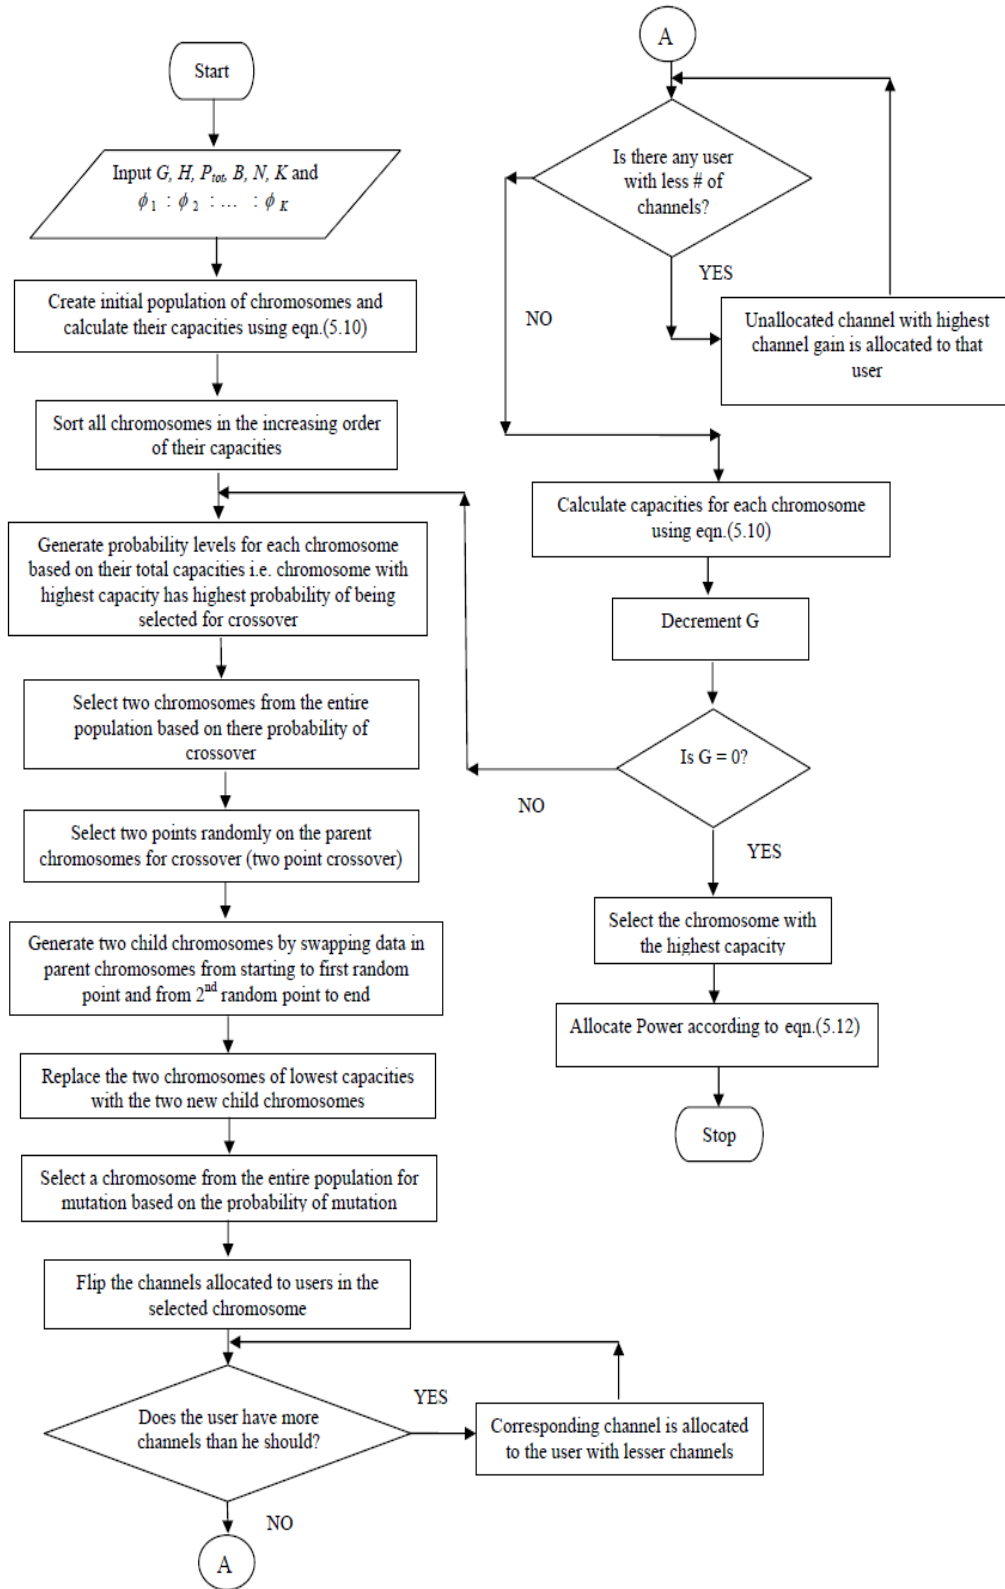 Start
Input G, H, P_tot, B, N, K and
ϕ 1 : ϕ 2 : ... : ϕ K
Create initial population of chromosomes and
calculate their capacities using eqn.(5.10)
Sort all chromosomes in the increasing order
of their capacities
Generate probability levels for each chromosome
based on their total capacities i.e. chromosome with
highest capacity has highest probability of being
selected for crossover
Select two chromosomes from the entire
population based on there probability of
crossover
Select two points randomly on the parent
chromosomes for crossover (two point crossover)
Generate two child chromosomes by swapping data in
parent chromosomes from starting to first random
point and from 2nd random point to end
Replace the two chromosomes of lowest capacities
with the two new child chromosomes
Select a chromosome from the entire population for
mutation based on the probability of mutation
Flip the channels allocated to users in the
selected chromosome
Does the user have more
channels than he should?
YES
Corresponding channel is allocated
to the user with lesser channels
NO
A
A
Is there any user
with less # of
channels?
YES
NO
Unallocated channel with highest
channel gain is allocated to that
user
Calculate capacities for each chromosome
using eqn.(5.10)
Decrement G
Is G = 0?
NO
YES
Select the chromosome with
the highest capacity
Allocate Power according to eqn.(5.12)
Stop